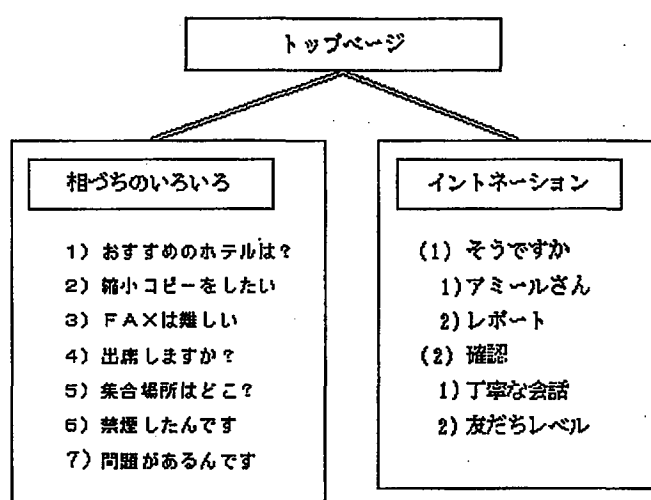 トップページ
相づちのいろいろ
1) おすすめのホテルは?
2) 縮小コピーをしたい
3) FAXは難しい
4) 出席しますか?
5) 集合場所はどこ?
6) 禁煙したんです
7) 問題があるんです
イントネーション
(1) そうですか
1)アミールさん
2)レポート
(2) 確認
1)丁寧な会話
2)友だちレベル